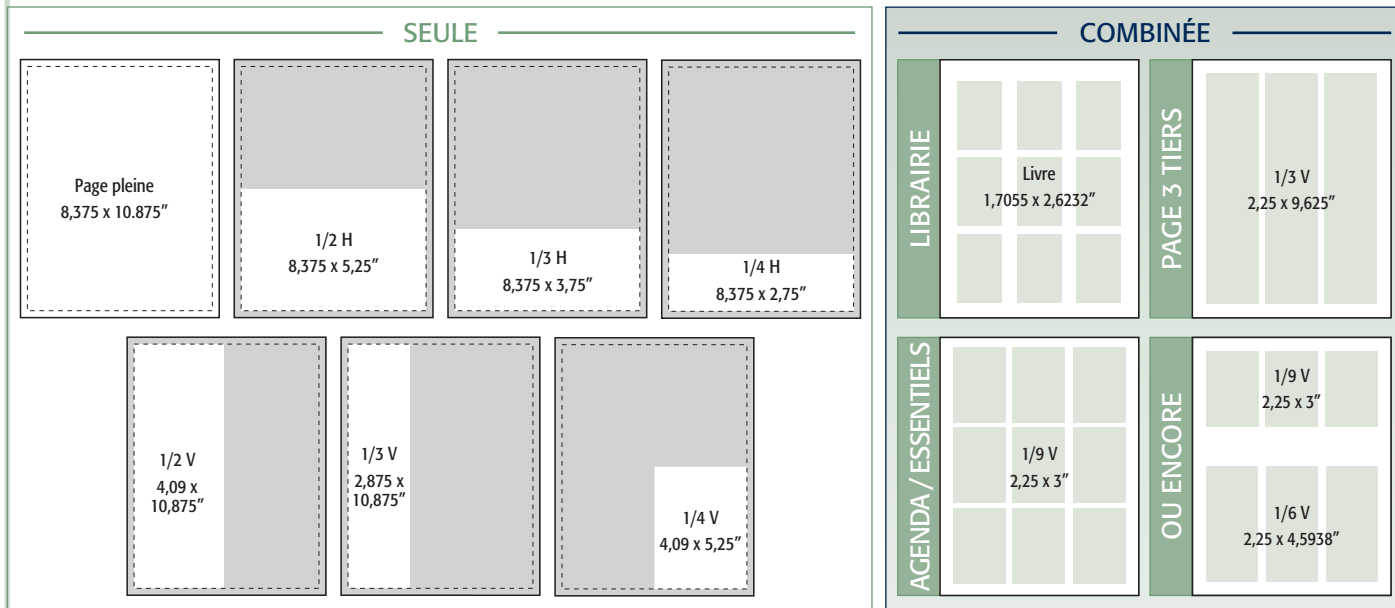 SEULE
Page pleine
8,375 x 10.875"
1/2 H
8,375 x 5,25"
1/3 H
8,375 x 3,75"
1/4 H
8,375 x 2,75"
1/2 V
4,09 x
10,875"
1/3 V
2,875 x
10,875"
1/4 V
4,09 x 5,25"
COMBINÉE
LIBRAIRIE
Livre
1,7055 x 2,6232"
PAGE 3 TIERS
1/3 V
2,25 x 9,625"
AGENDA / ESSENTIELS
1/9 V
2,25 x 3"
OU ENCORE
1/9 V
2,25 x 3"
1/6 V
2,25 x 4,5938"